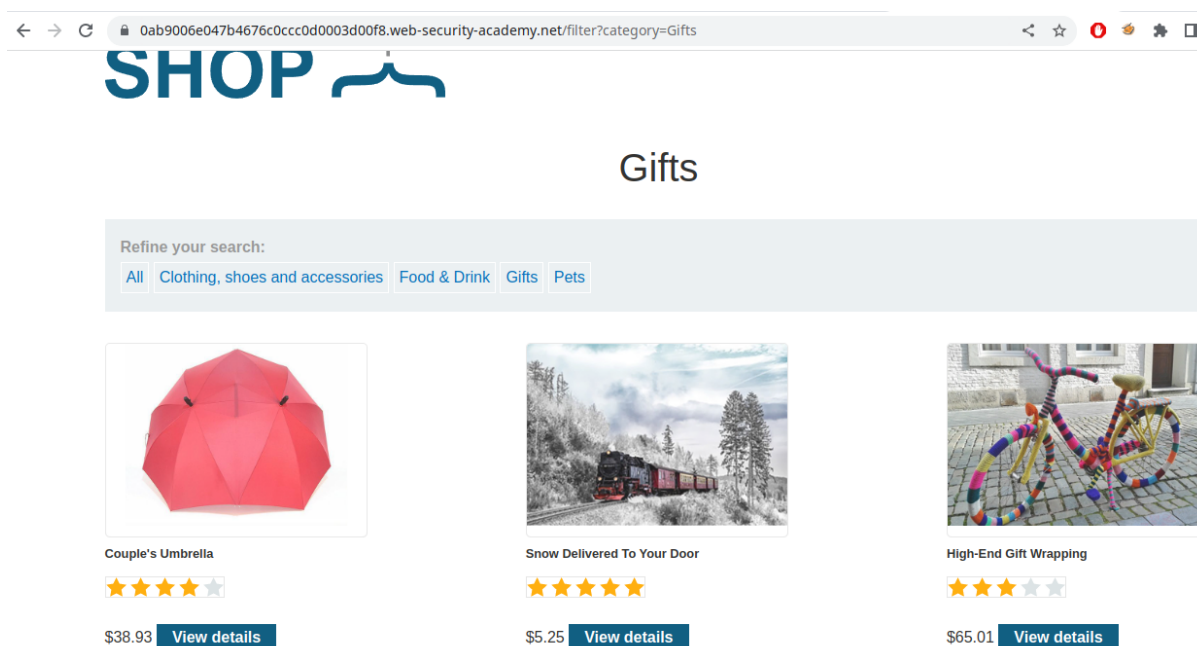 0ab9006e047b4676c0ccc0d0003d00f8.web-security-academy.net/filter?category=Gifts
SHOP
Gifts
Refine your search:
All Clothing, shoes and accessories Food & Drink Gifts Pets
Couple's Umbrella Snow Delivered To Your Door High-End Gift Wrapping
$38.93 View details $5.25 View details $65.01 View details